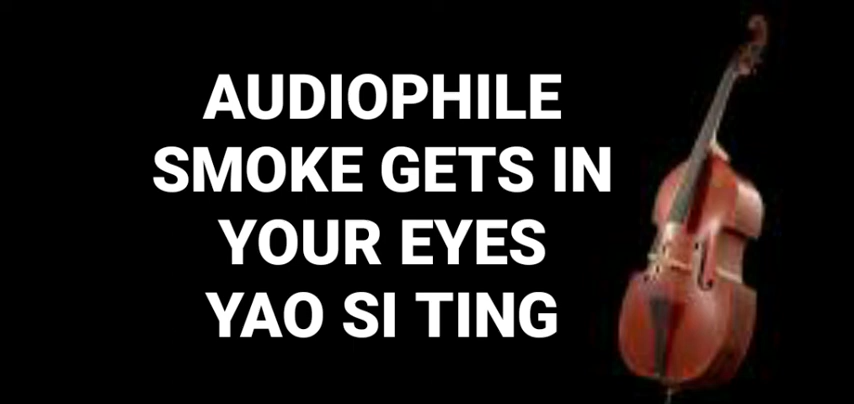 AUDIOPHILE
SMOKE GETS IN
YOUR EYES
YAO SI TING